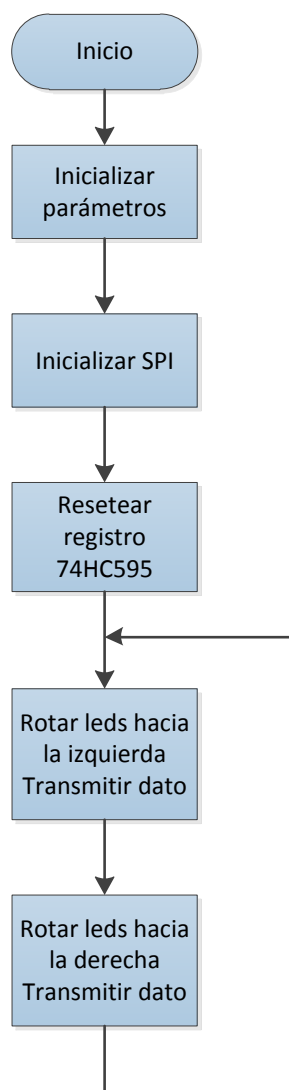 Inicio
Inicializar
parámetros
Inicializar SPI
Resetear
registro
74HC595
Rotar leds hacia
la izquierda
Transmitir dato
Rotar leds hacia
la derecha
Transmitir dato